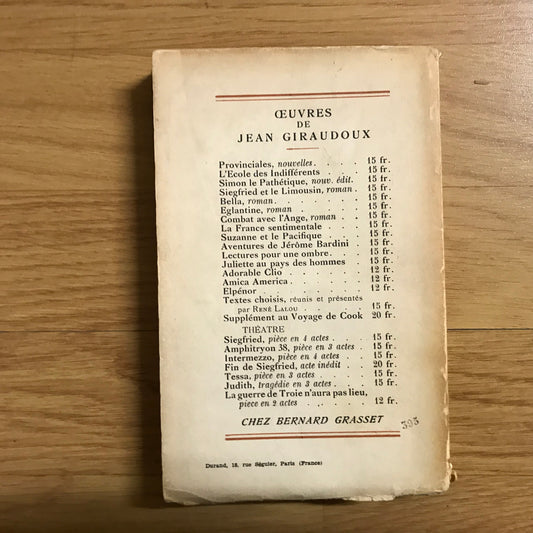 ŒUVRES
DE
JEAN GIRAUDOUX
Provinciales, nouvelles. . . . 15 fr.
L'Ecole des Indifférents . . . 15 fr.
Simon le Pathétique, nouv. édit. 15 fr.
Siegfried et le Limousin, roman . 15 fr.
Bella, roman . . . . . 15 fr.
Eglantine, roman . . . . 15 fr.
Combat avec l'Ange, roman . . 15 fr.
La France sentimentale . . . 15 fr.
Suzanne et le Pacifique . . . 15 fr.
Aventures de Jérôme Bardini . 15 fr.
Lectures pour une ombre. . . 15 fr.
Juliette au pays des hommes . 15 fr.
Adorable Clio . . . . . 12 fr.
Amica America . . . . . 12 fr.
Elpénor . . . . . . 12 fr.
Textes choisis, réunis et présentés
par RENÉ LALOU . . . . 15 fr.
Supplément au Voyage de Cook 20 fr.
THÉATRE
Siegfried, pièce en 4 actes . . 15 fr.
Amphitryon 38, pièce en 3 actes . 15 fr.
Intermezzo, pièce en 4 actes . 15 fr.
Fin de Siegfried, acte inédit . . 20 fr.
Tessa, pièce en 3 actes . . . 15 fr.
Judith, tragédie en 3 actes . . . 15 fr.
La guerre de Troie n'aura pas lieu,
pièce en 2 actes . . . . . 12 fr.
CHEZ BERNARD GRASSET
395
Durand, 18, rue Séguier, Paris (France)